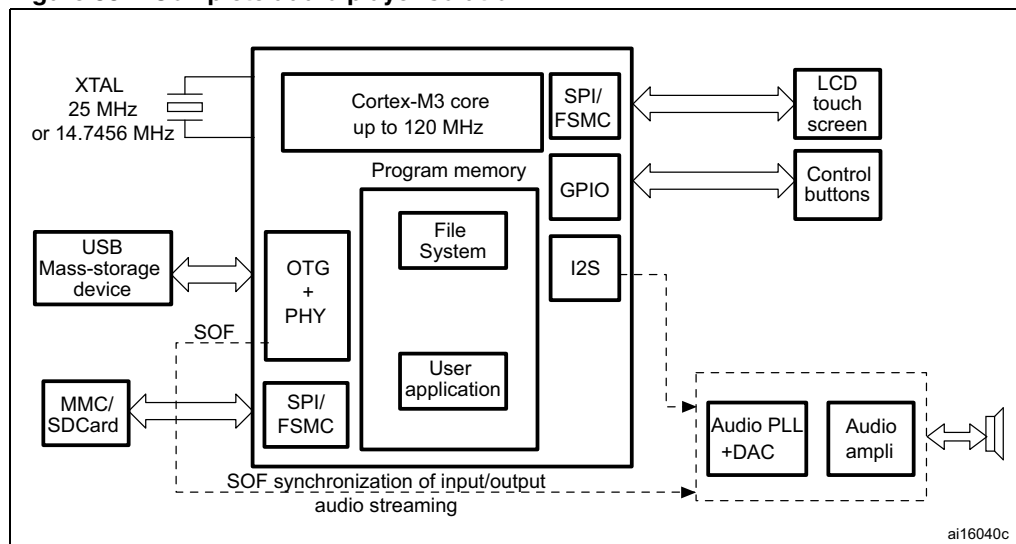 XTAL
25 MHz
or 14.7456 MHz
Cortex-M3 core
up to 120 MHz
SPI/
FSMC
LCD
touch
screen
Program memory
GPIO
Control
buttons
File
System
I2S
USB
Mass-storage
device
OTG
+
PHY
SOF
User
application
MMC/
SDCard
SPI/
FSMC
Audio PLL
+DAC
Audio
ampli
SOF synchronization of input/output
audio streaming
ai16040c